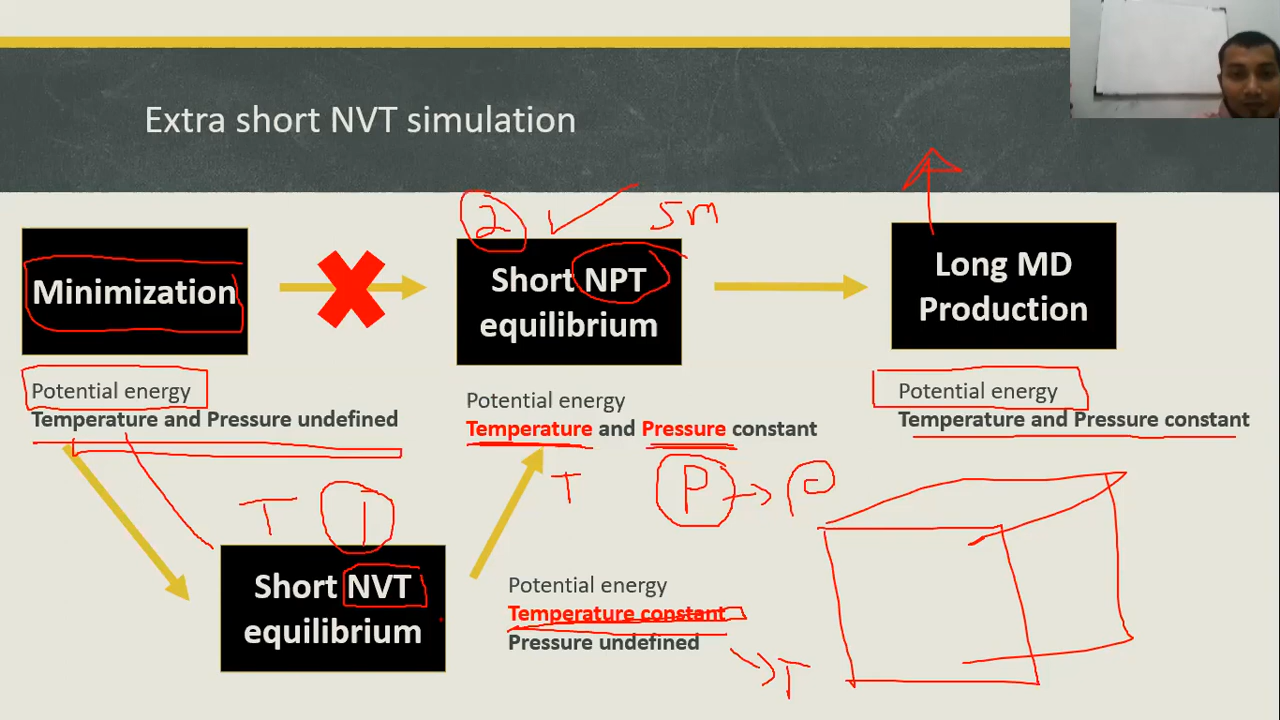 Extra short NVT simulation
2
5m
Minimization
Short NPT
equilibrium
Long MD
Production
Potential energy
Temperature and Pressure undefined
Potential energy
Temperature and Pressure constant
Potential energy
Temperature and Pressure constant
T
P
P
T
1
Short NVT
equilibrium
Potential energy
Temperature constant
Pressure undefined
T